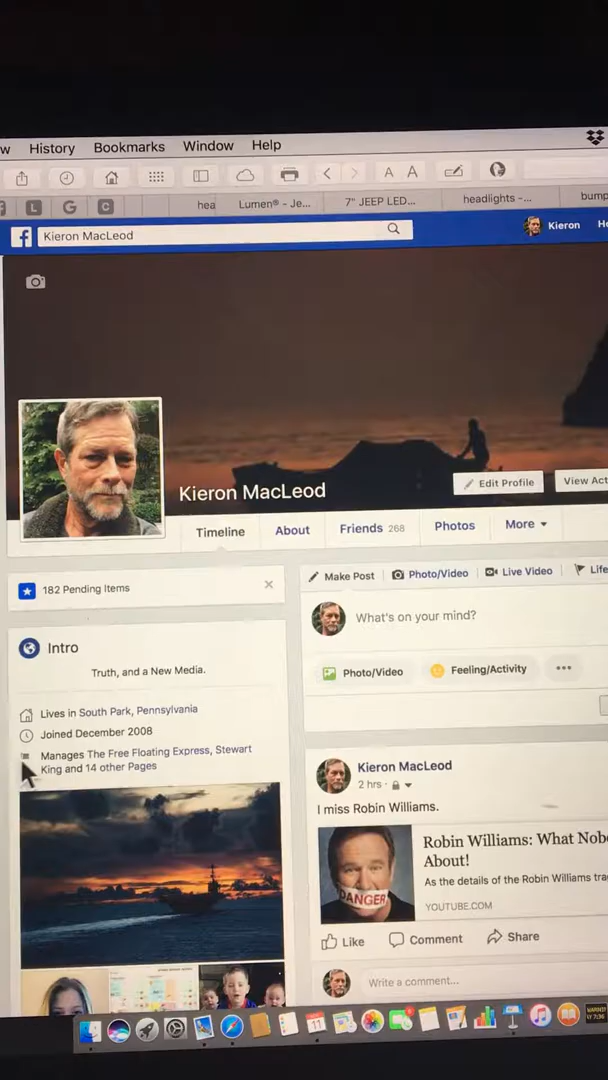 w History Bookmarks Window Help
A A
L G C hea Lumen® - Je... 7" JEEP LED... headlights -... bump
f Kieron MacLeod Kieron
Kieron MacLeod Edit Profile View Act
Timeline About Friends 268 Photos More
182 Pending Items
Intro
Truth, and a New Media.
Lives in South Park, Pennsylvania
Joined December 2008
Manages The Free Floating Express, Stewart
King and 14 other Pages
Make Post Photo/Video Live Video Life
What's on your mind?
Photo/Video Feeling/Activity
Kieron MacLeod
2 hrs ·
I miss Robin Williams.
DANGER
Robin Williams: What Nob
About!
As the details of the Robin Williams tra
YOUTUBE.COM
Like Comment Share
Write a comment...
11